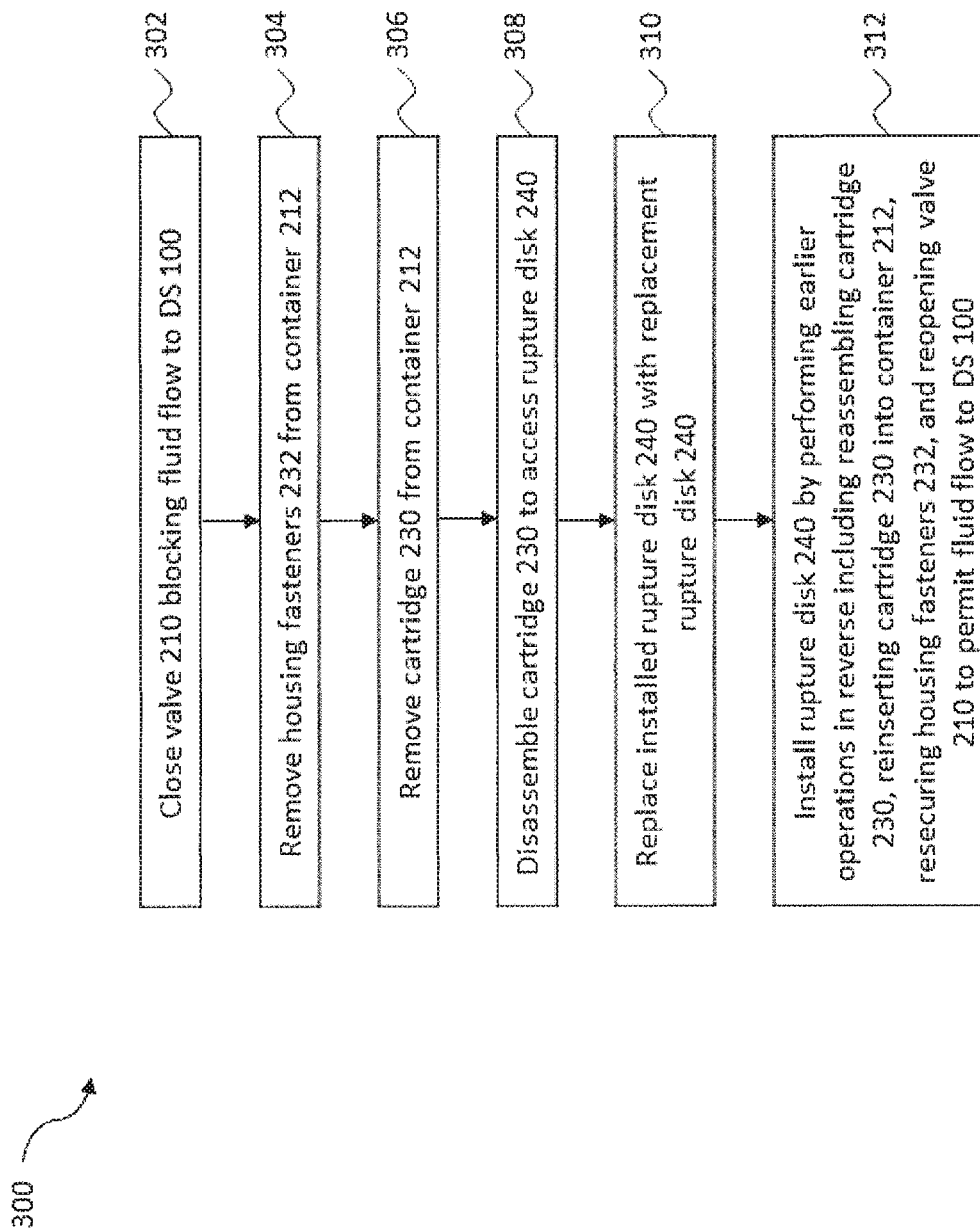 300
302
Close valve 210 blocking fluid flow to DS 100
304
Remove housing fasteners 232 from container 212
306
Remove cartridge 230 from container 212
308
Disassemble cartridge 230 to access rupture disk 240
310
Replace installed rupture disk 240 with replacement
rupture disk 240
312
Install rupture disk 240 by performing earlier
operations in reverse including reassembling cartridge
230, reinserting cartridge 230 into container 212,
resecuring housing fasteners 232, and reopening valve
210 to permit fluid flow to DS 100